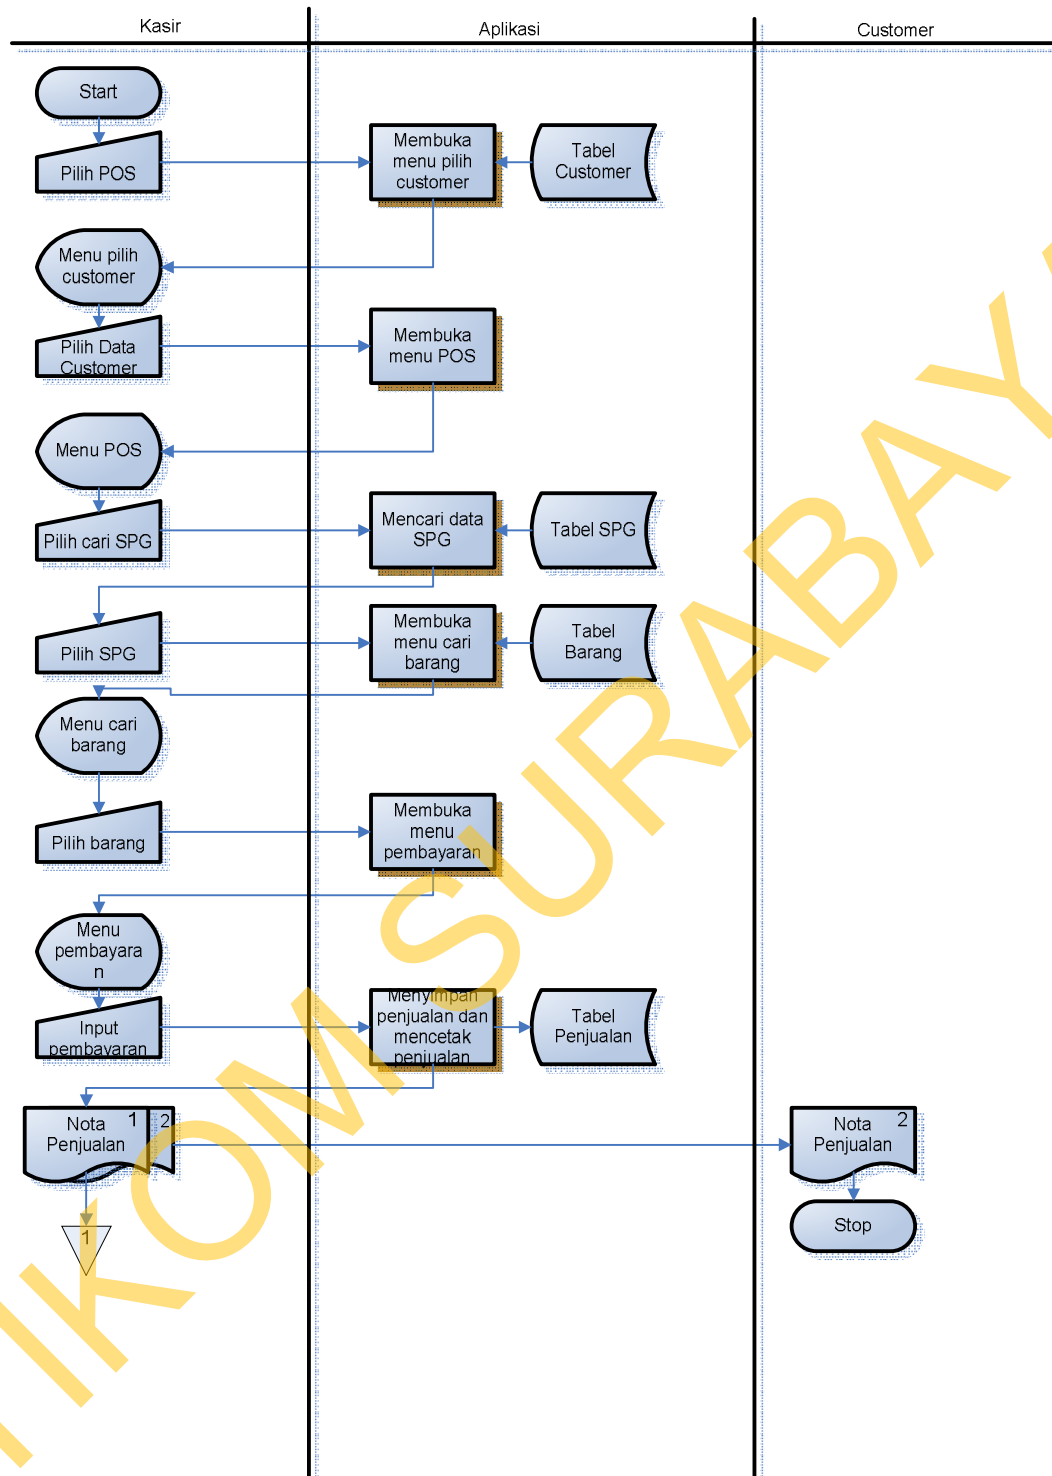 Kasir
Aplikasi
Customer
Start
Pilih POS
Membuka
menu pilih
customer
Tabel
Customer
Menu pilih
customer
Pilih Data
Customer
Membuka
menu POS
Menu POS
Pilih cari SPG
Mencari data
SPG
Tabel SPG
Pilih SPG
Membuka
menu cari
barang
Tabel
Barang
Menu cari
barang
Pilih barang
Membuka
menu
pembayaran
Menu
pembayara
n
Input
pembayaran
Menyimpan
penjualan dan
mencetak
penjualan
Tabel
Penjualan
Nota
Penjualan
1
2
Nota
Penjualan
2
1
Stop
IKOM SURABAYA